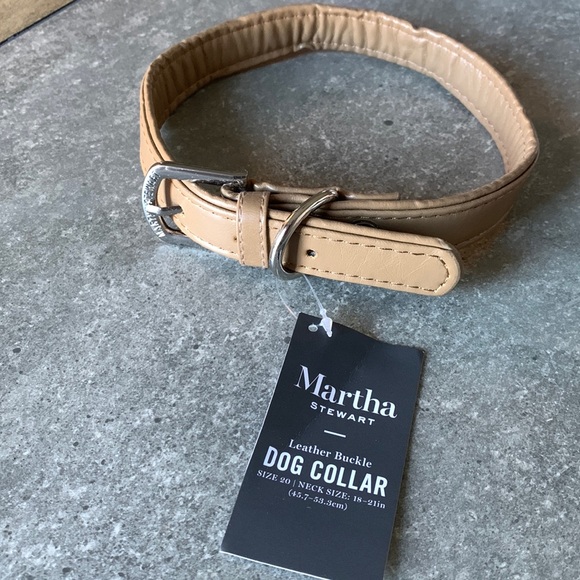 Martha
STEWART
Leather Buckle
DOG COLLAR
SIZE 20 | NECK SIZE: 18-21in
(45.7-53.3cm)